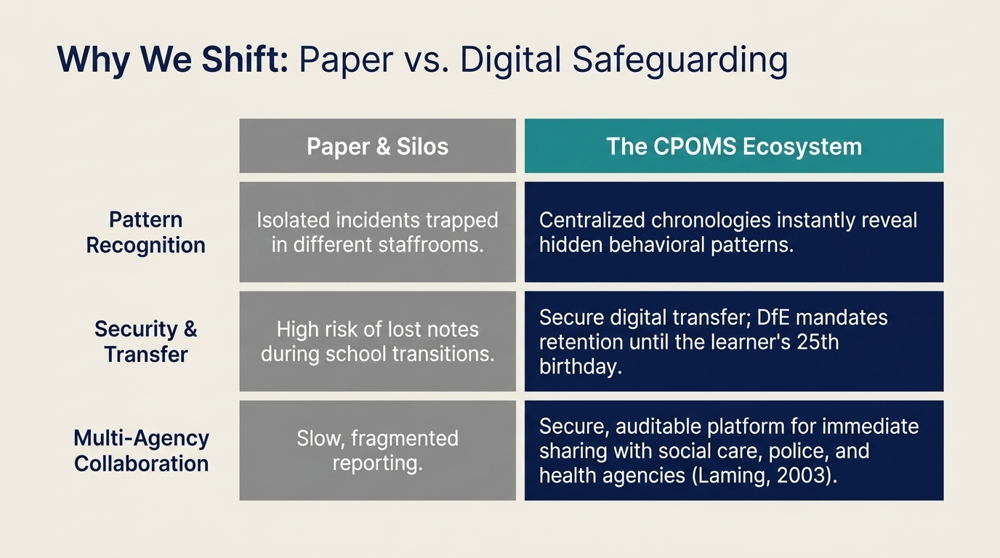 Why We Shift: Paper vs. Digital Safeguarding
Paper & Silos
The CPOMS Ecosystem
Pattern
Recognition
Isolated incidents trapped
in different staffrooms.
Centralized chronologies instantly reveal
hidden behavioral patterns.
Security &
Transfer
High risk of lost notes
during school transitions.
Secure digital transfer; DfE mandates
retention until the learner's 25th
birthday.
Multi-Agency
Collaboration
Slow, fragmented
reporting.
Secure, auditable platform for immediate
sharing with social care, police, and
health agencies (Laming, 2003).